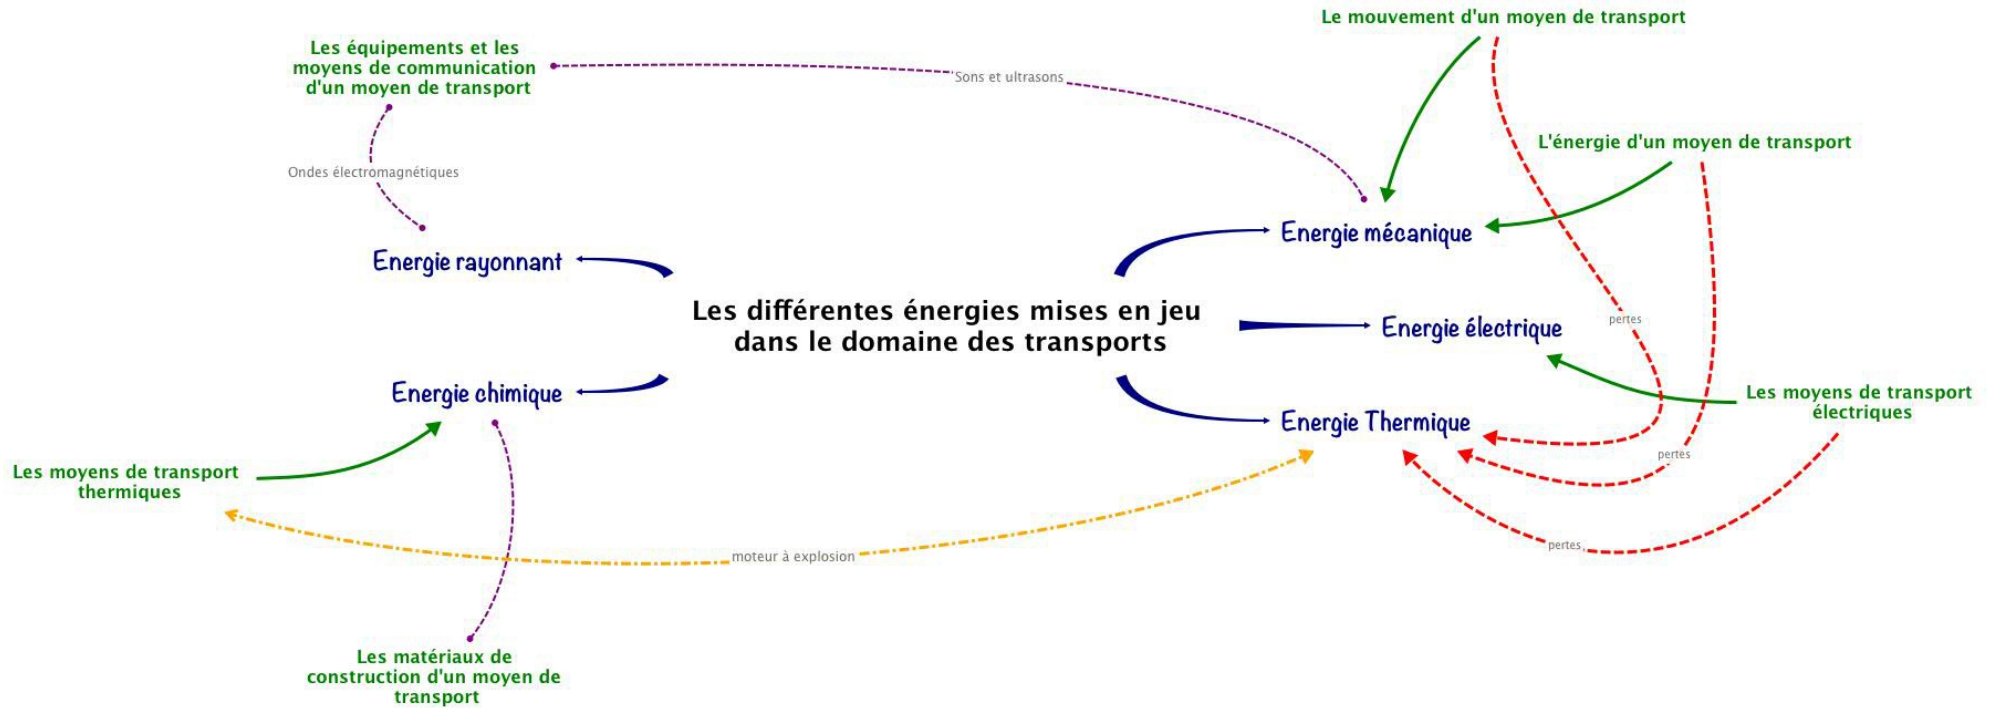 Le mouvement d'un moyen de transport
Les équipements et les
moyens de communication
d'un moyen de transport
Sons et ultrasons
L'énergie d'un moyen de transport
Ondes électromagnétiques
Energie mécanique
Energie rayonnant
Les différentes énergies mises en jeu
dans le domaine des transports
pertes
Energie électrique
Energie chimique
Les moyens de transport
électriques
Energie Thermique
pertes
Les moyens de transport
thermiques
pertes
moteur à explosion
Les matériaux de
construction d'un moyen de
transport